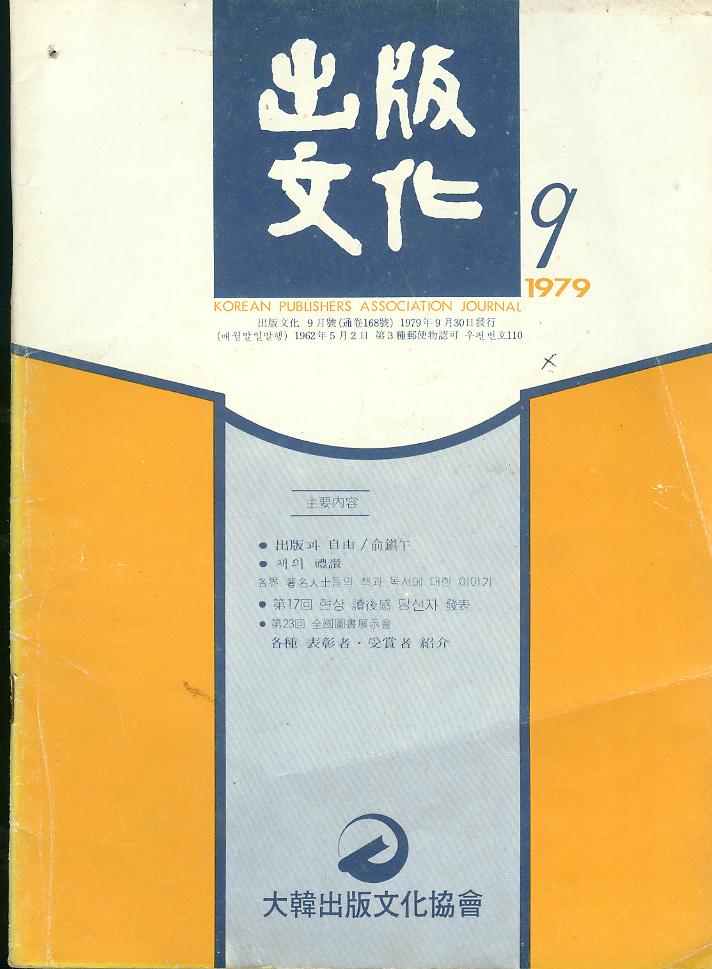 出版
文化
9
1979
KOREAN PUBLISHERS ASSOCIATION JOURNAL
出版文化 9月號(通卷168號) 1979年9月30日發行
(매월말일발행) 1962年5月2日 第3種郵便物認可 우편번호110
主要內容
● 出版과 自由/兪鎭午
● 책의 禮讃
各界 著名人士들의 책과 독서에 대한 이야기
● 第17回 현상 讀後感 당선자 發表
● 第23回 全國圖書展示會
各種 表彰者·受賞者 紹介
大韓出版文化協會